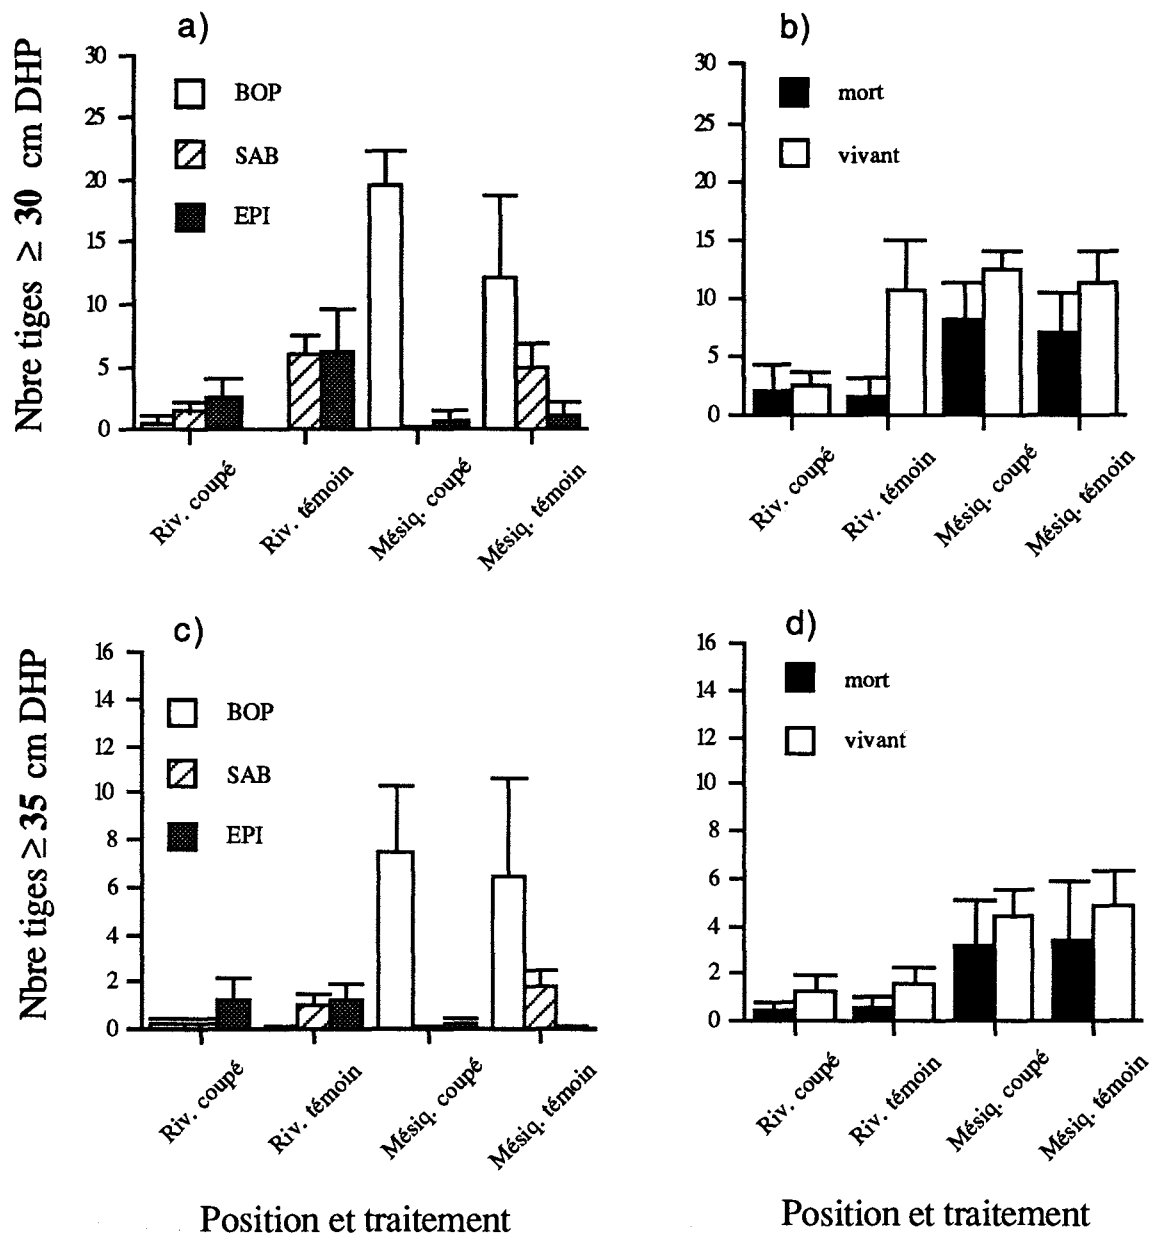 a)
Nbre tiges ≥ 30 cm DHP
30
25
20
15
10
5
0
BOP
SAB
EPI
Riv. coupé
Riv. témoin
Mésiq. coupé
Mésiq. témoin
b)
30
25
20
15
10
5
0
mort
vivant
Riv. coupé
Riv. témoin
Mésiq. coupé
Mésiq. témoin
c)
Nbre tiges ≥ 35 cm DHP
16
14
12
10
8
6
4
2
0
BOP
SAB
EPI
Riv. coupé
Riv. témoin
Mésiq. coupé
Mésiq. témoin
Position et traitement
d)
16
14
12
10
8
6
4
2
0
mort
vivant
Riv. coupé
Riv. témoin
Mésiq. coupé
Mésiq. témoin
Position et traitement